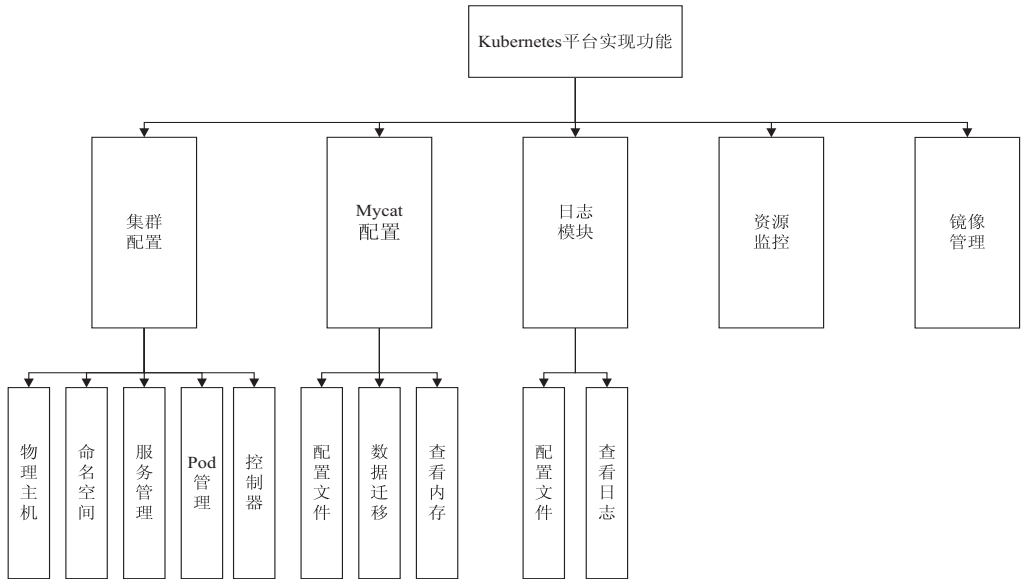 Kubernetes平台实现功能
集群
配置
Mycat
配置
日志
模块
资源
监控
镜像
管理
物理主机
命名空间
服务管理
Pod
管理
控制器
配置文件
数据迁移
查看内存
配置文件
查看日志